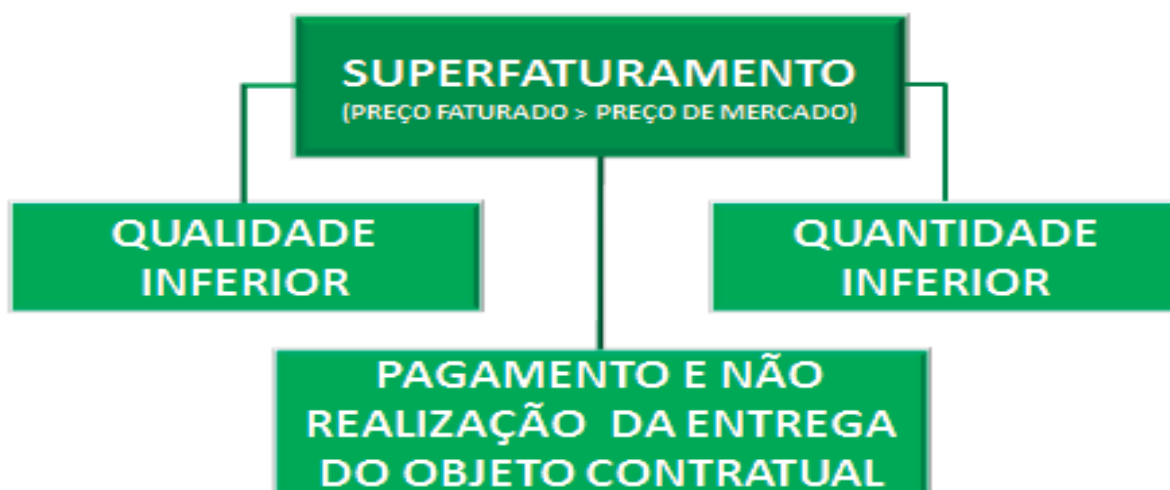 SUPERFATURAMENTO
(PREÇO FATURADO > PREÇO DE MERCADO)
QUALIDADE
INFERIOR
QUANTIDADE
INFERIOR
PAGAMENTO E NÃO
REALIZAÇÃO DA ENTREGA
DO OBJETO CONTRATUAL